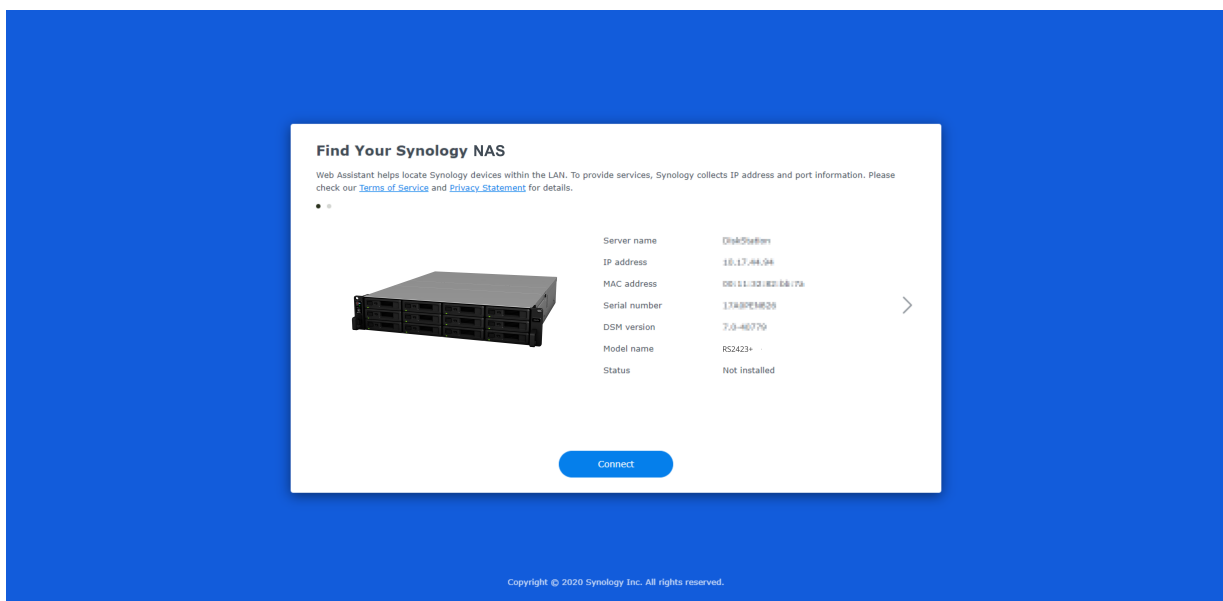 Find Your Synology NAS
Web Assistant helps locate Synology devices within the LAN. To provide services, Synology collects IP address and port information. Please
check our Terms of Service and Privacy Statement for details.
Server name DiskStation
IP address
MAC address
Serial number
DSM version
Model name RS2423+
Status Not installed
Connect
Copyright © 2020 Synology Inc. All rights reserved.